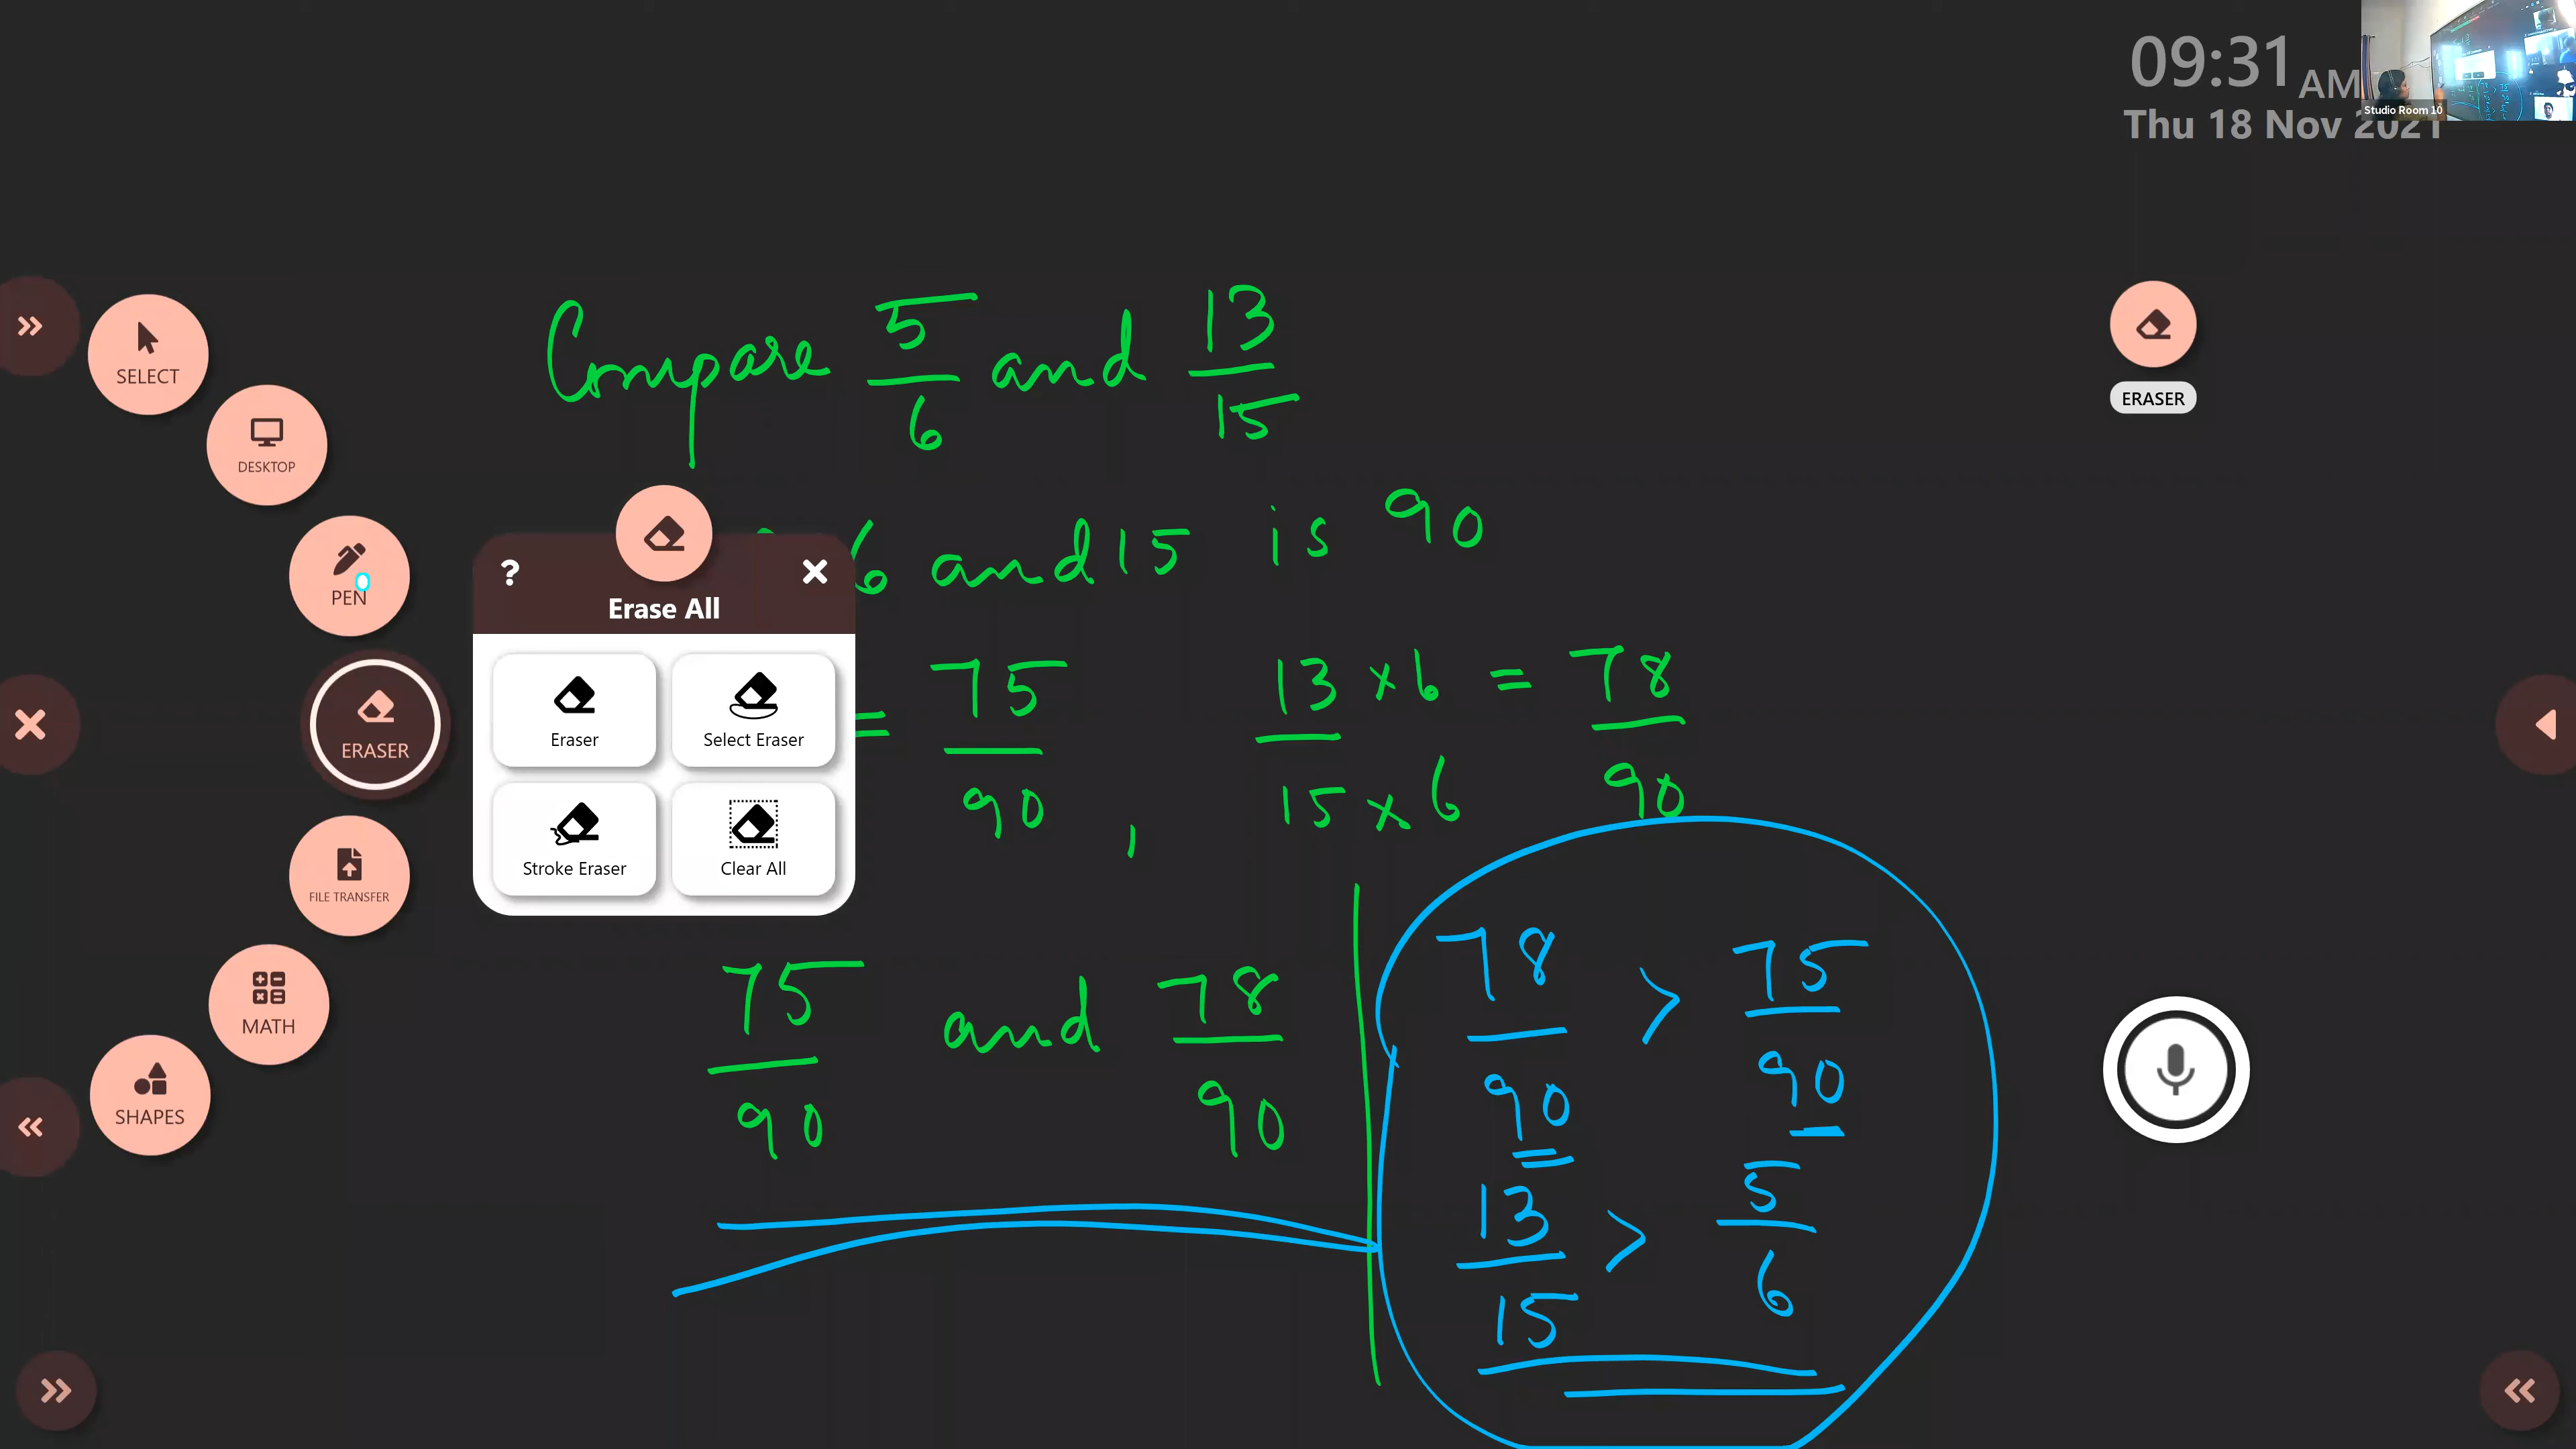 09:31 AM
Thu 18 Nov 2021
Studio Room 10
SELECT
DESKTOP
PEN
ERASER
FILE TRANSFER
MATH
SHAPES
ERASER
?
Erase All
Eraser
Select Eraser
Stroke Eraser
Clear All
Compare 5/6 and 13/15
6 and 15 is 90
= 75/90 , 13 × 6 / 15 × 6 = 78/90
75/90 and 78/90
78/90 > 75/90
13/15 > 5/6